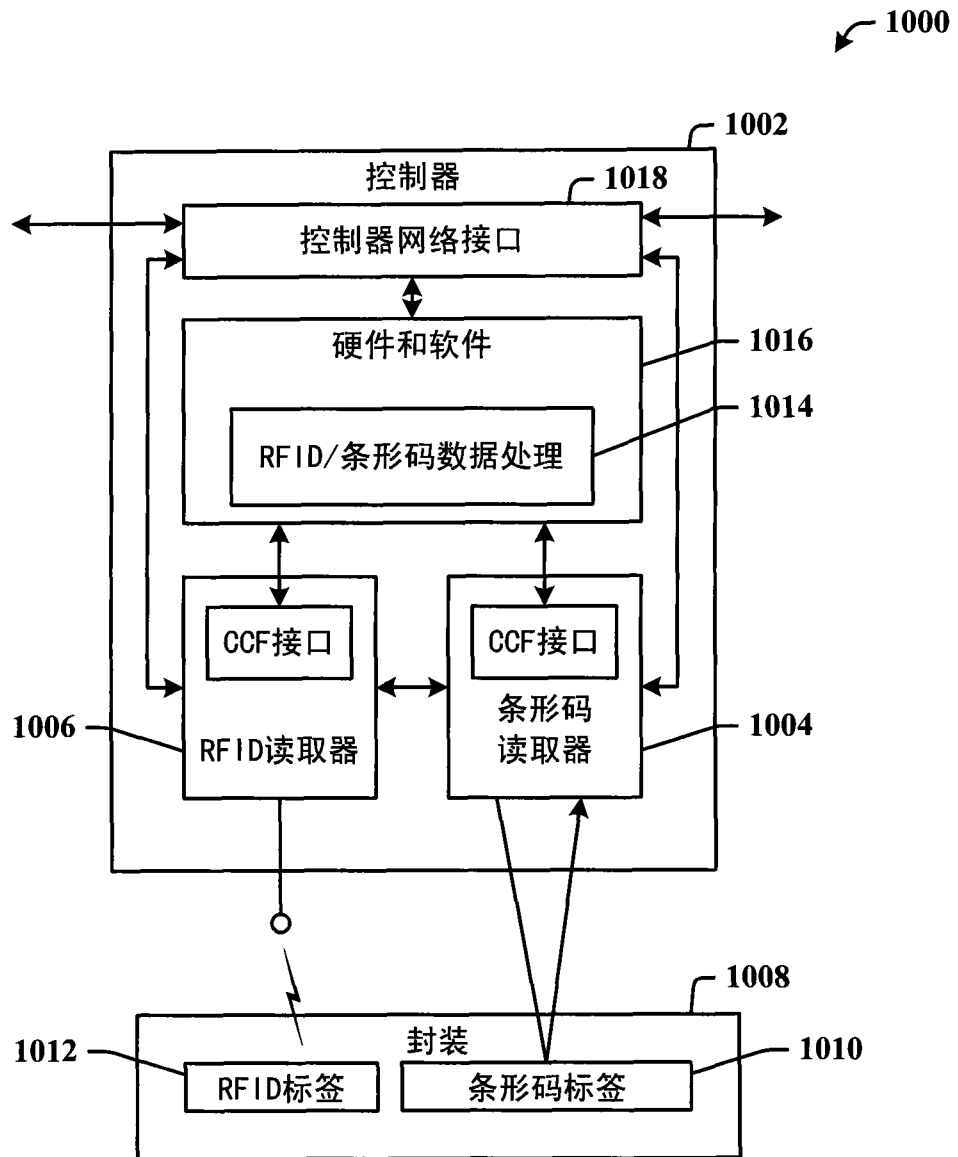 1000
1002
控制器
1018
控制器网络接口
硬件和软件
1016
1014
RFID/条形码数据处理
CCF接口
CCF接口
1006
RFID读取器
条形码
读取器
1004
1008
封装
1012
RFID标签
条形码标签
1010